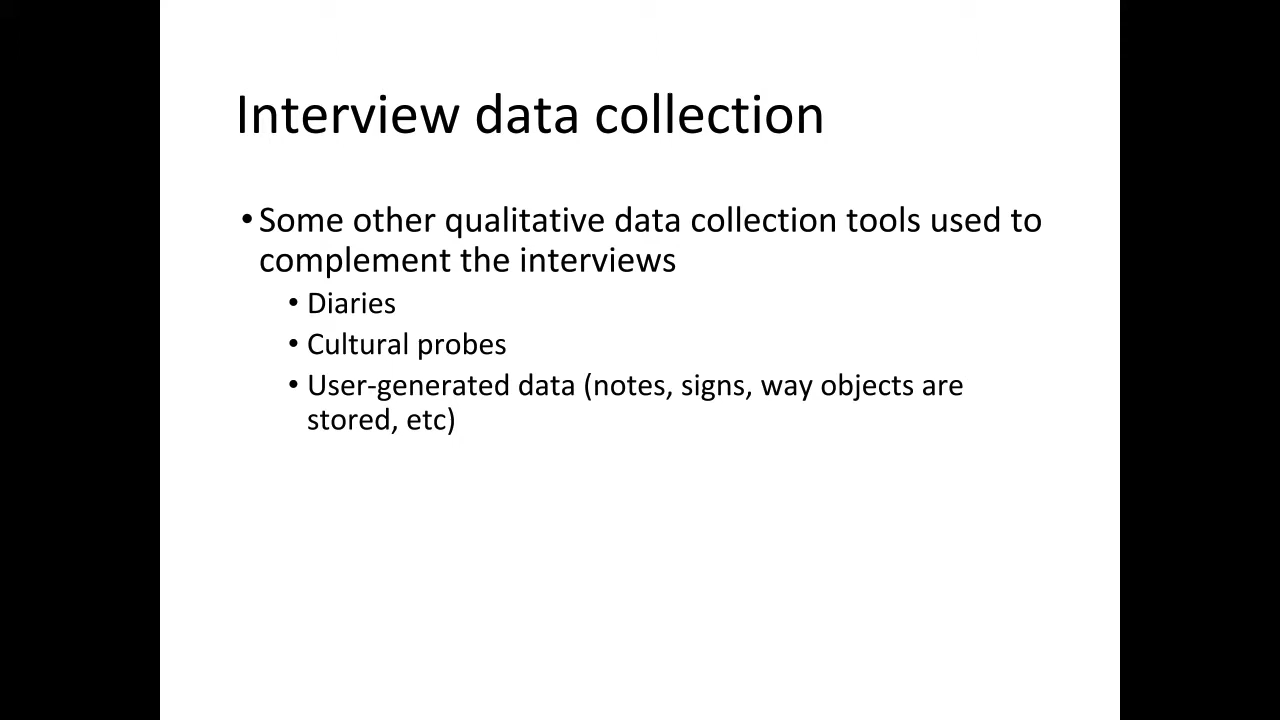 Interview data collection
•Some other qualitative data collection tools used to
complement the interviews
• Diaries
• Cultural probes
• User-generated data (notes, signs, way objects are
stored, etc)